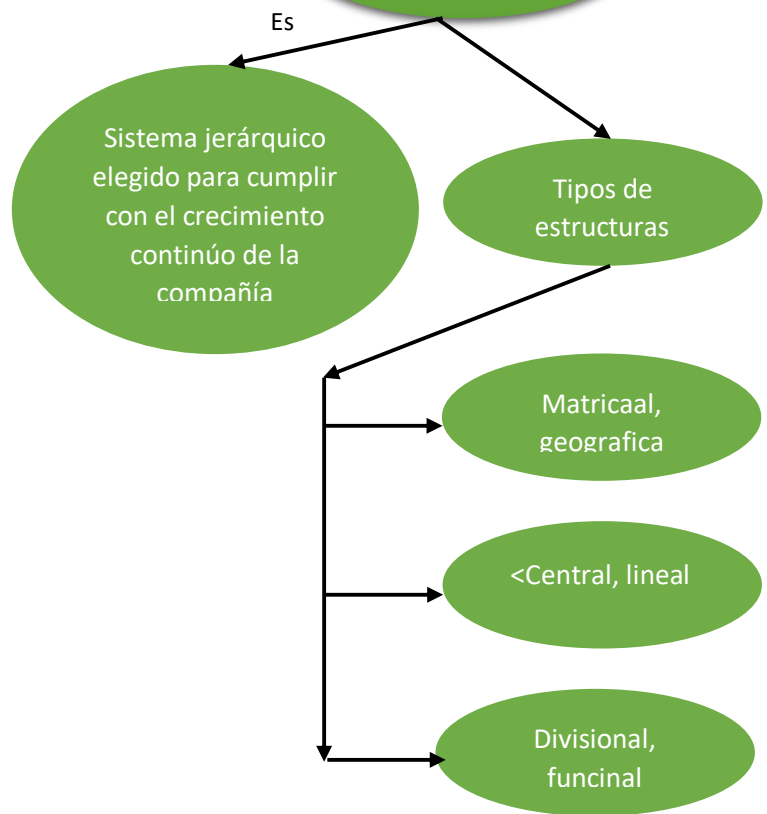 Es
Sistema jerárquico
elegido para cumplir
con el crecimiento
continúo de la
compañía
Tipos de
estructuras
Matricaal,
geografica
<Central, lineal
Divisional,
funcinal